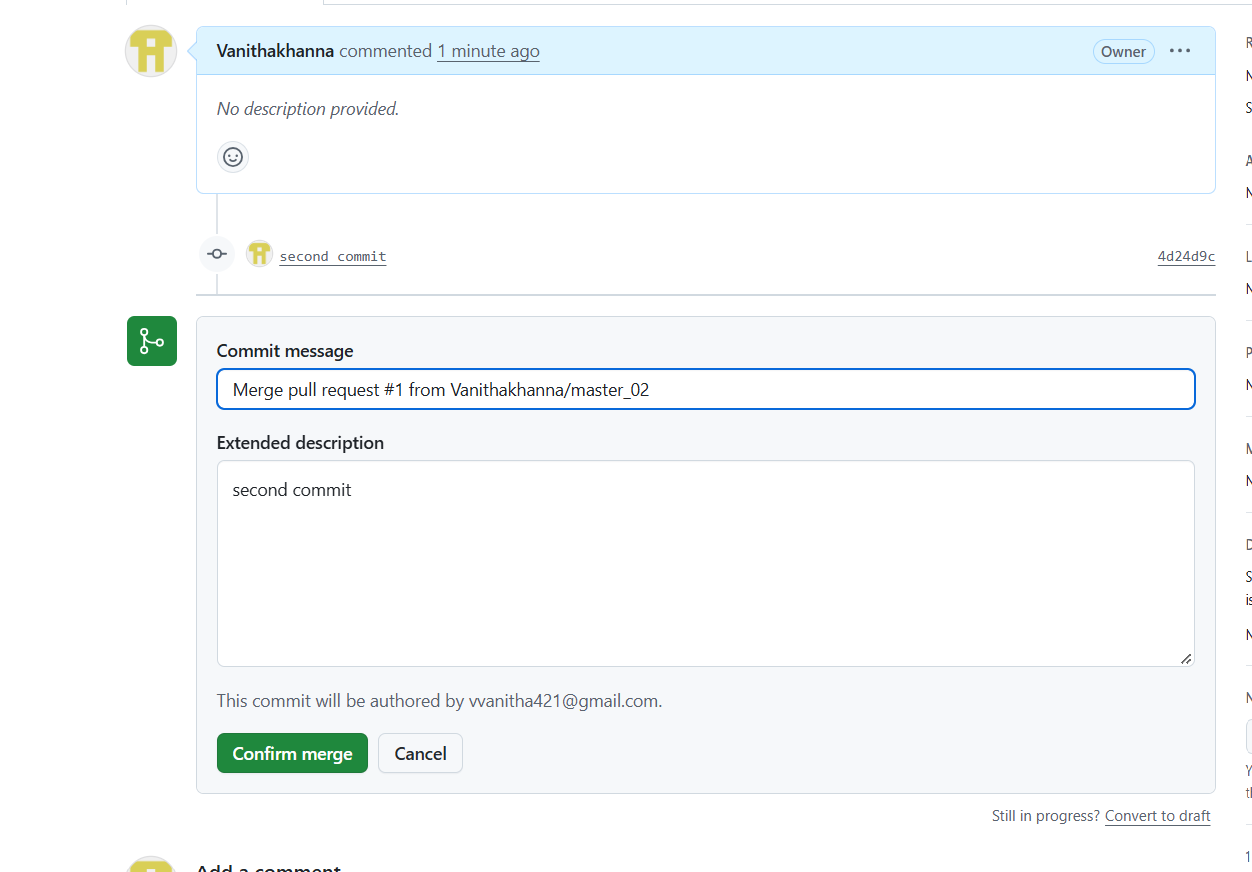 Vanithakhanna commented 1 minute ago Owner
No description provided.
second commit 4d24d9c
Commit message
Merge pull request #1 from Vanithakhanna/master_02
Extended description
second commit
This commit will be authored by vvanitha421@gmail.com.
Confirm merge Cancel
Still in progress? Convert to draft
Add a comment